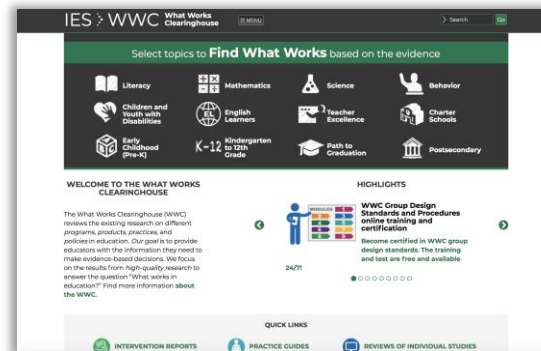 IES WWC What Works Clearinghouse
MENU
Search
Go
Select topics to Find What Works based on the evidence
Literacy
Mathematics
Science
Behavior
Children and Youth with Disabilities
EL
English Learners
Teacher Excellence
Charter Schools
Early Childhood (Pre-K)
K-12
Kindergarten to 12th Grade
Path to Graduation
Postsecondary
WELCOME TO THE WHAT WORKS
CLEARINGHOUSE
The What Works Clearinghouse (WWC)
reviews the existing research on different
programs, products, practices, and
policies in education. Our goal is to provide
educators with the information they need to
make evidence-based decisions. We focus
on the results from high-quality research to
answer the question "What works in
education?" Find more information about
the WWC.
HIGHLIGHTS
MODULES
24/7!
WWC Group Design
Standards and Procedures
online training and
certification
Become certified in WWC group
design standards. The training
and test are free and available
QUICK LINKS
INTERVENTION REPORTS
PRACTICE GUIDES
REVIEWS OF INDIVIDUAL STUDIES